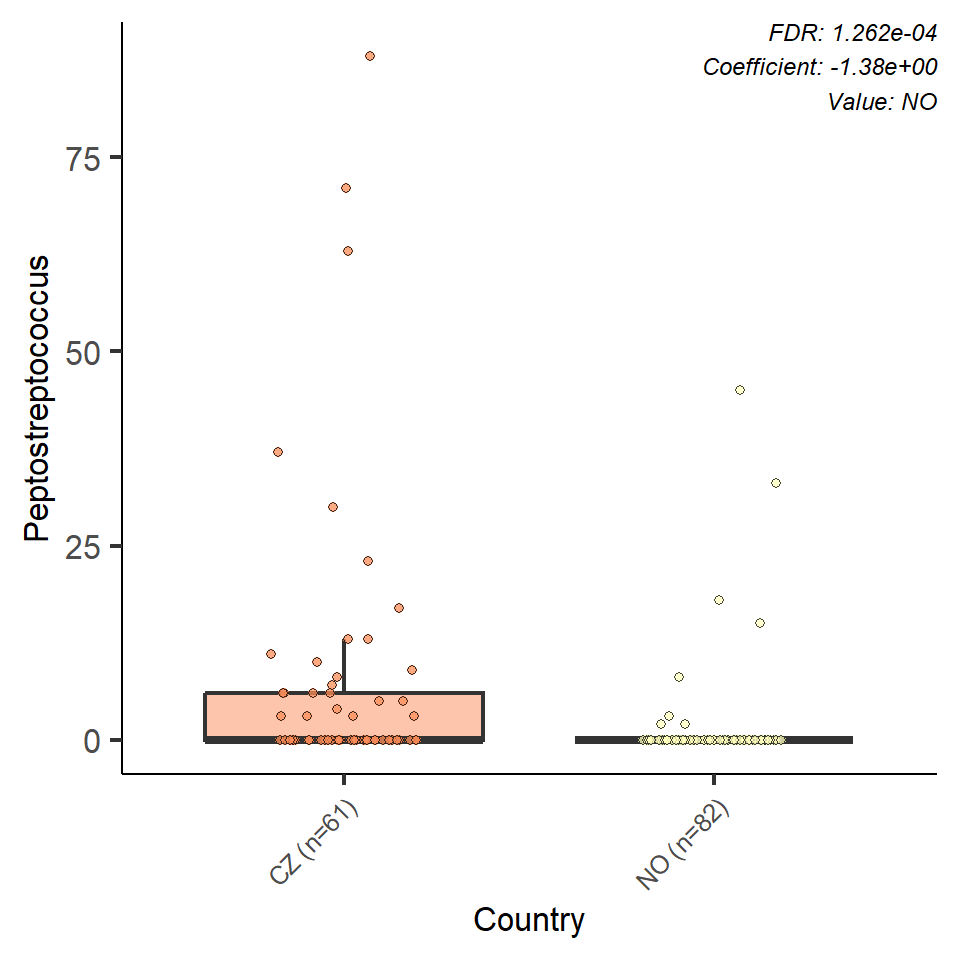 FDR: 1.262e-04
Coefficient: -1.38e+00
Value: NO
Peptostreptococcus
75
50
25
0
CZ (n=61)
NO (n=82)
Country